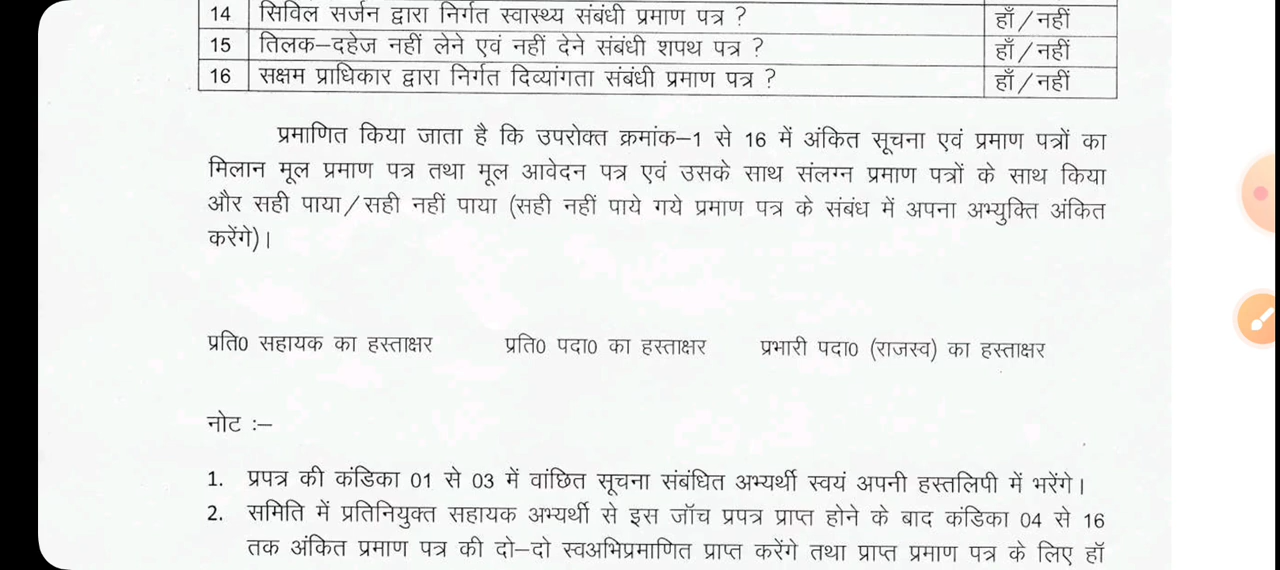 14 सिविल सर्जन द्वारा निर्गत स्वास्थ्य संबंधी प्रमाण पत्र ? हाँ/नहीं
15 तिलक–दहेज नहीं लेने एवं नहीं देने संबंधी शपथ पत्र ? हाँ/नहीं
16 सक्षम प्राधिकार द्वारा निर्गत दिव्यांगता संबंधी प्रमाण पत्र ? हाँ/नहीं
प्रमाणित किया जाता है कि उपरोक्त क्रमांक–1 से 16 में अंकित सूचना एवं प्रमाण पत्रों का
मिलान मूल प्रमाण पत्र तथा मूल आवेदन पत्र एवं उसके साथ संलग्न प्रमाण पत्रों के साथ किया
और सही पाया/सही नहीं पाया (सही नहीं पाये गये प्रमाण पत्र के संबंध में अपना अभ्युक्ति अंकित
करेंगे)।
प्रति0 सहायक का हस्ताक्षर प्रति0 पदा0 का हस्ताक्षर प्रभारी पदा0 (राजस्व) का हस्ताक्षर
नोट :–
1. प्रपत्र की कंडिका 01 से 03 में वांछित सूचना संबंधित अभ्यर्थी स्वयं अपनी हस्तलिपी में भरेंगे।
2. समिति में प्रतिनियुक्त सहायक अभ्यर्थी से इस जॉच प्रपत्र प्राप्त होने के बाद कंडिका 04 से 16
तक अंकित प्रमाण पत्र की दो–दो स्वअभिप्रमाणित प्राप्त करेंगे तथा प्राप्त प्रमाण पत्र के लिए हॉ